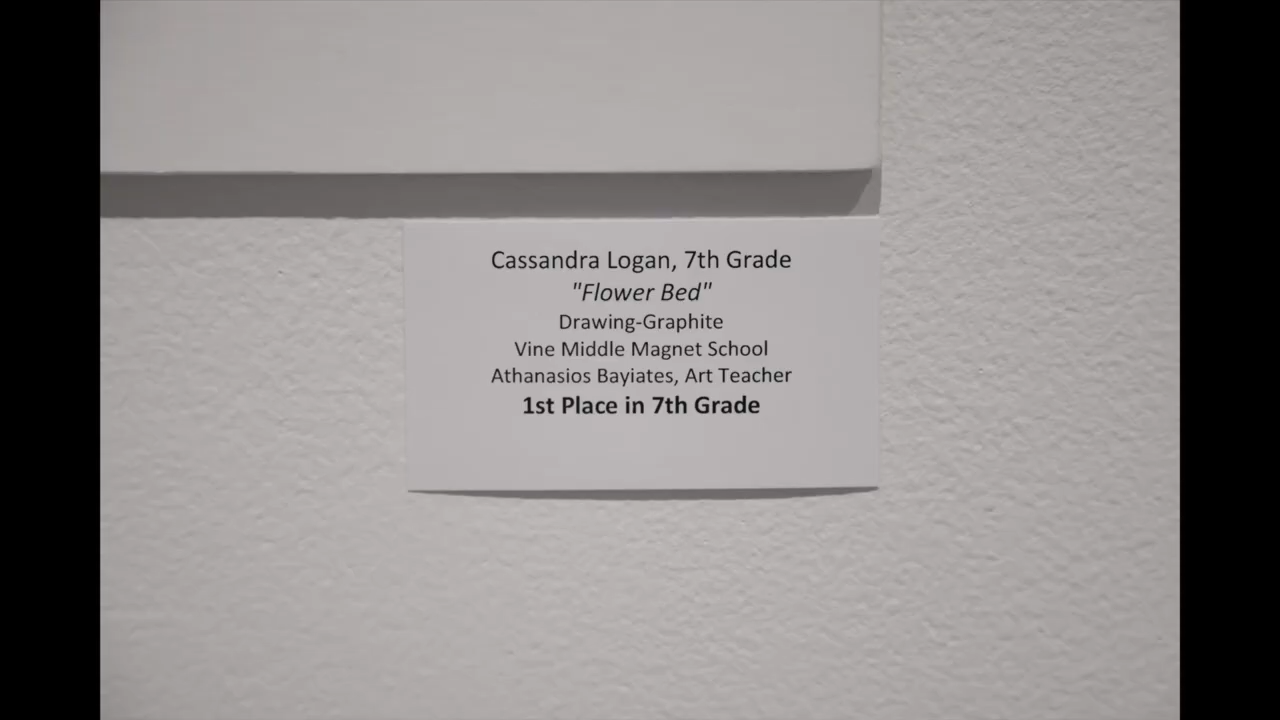 Cassandra Logan, 7th Grade
"Flower Bed"
Drawing-Graphite
Vine Middle Magnet School
Athanasios Bayiates, Art Teacher
1st Place in 7th Grade